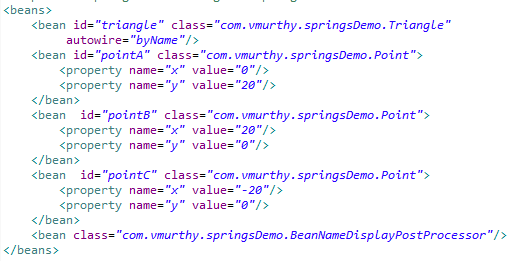 <beans>
<bean id="triangle" class="com.vmurthy.springsDemo.Triangle"
autowire="byName"/>
<bean id="pointA" class="com.vmurthy.springsDemo.Point">
<property name="x" value="0"/>
<property name="y" value="20"/>
</bean>
<bean  id="pointB" class="com.vmurthy.springsDemo.Point">
<property name="x" value="20"/>
<property name="y" value="0"/>
</bean>
<bean  id="pointC" class="com.vmurthy.springsDemo.Point">
<property name="x" value="-20"/>
<property name="y" value="0"/>
</bean>
<bean class="com.vmurthy.springsDemo.BeanNameDisplayPostProcessor"/>
</beans>